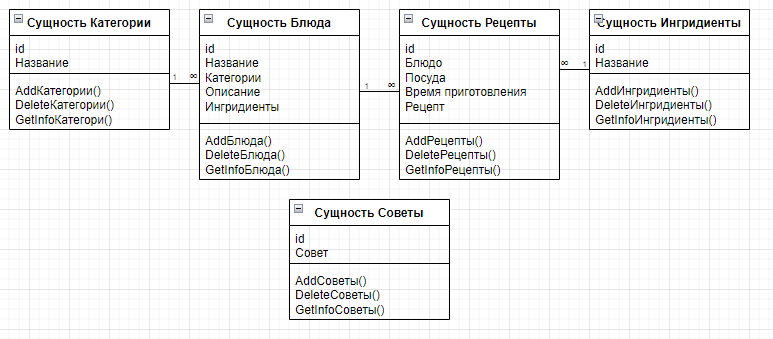 Сущность Категории
id
Название
AddКатегории()
DeleteКатегории()
GetInfoКатегори()
1 ∞
Сущность Блюда
id
Название
Категории
Описание
Ингридиенты
AddБлюда()
DeleteБлюда()
GetInfoБлюда()
1 ∞
Сущность Рецепты
id
Блюдо
Посуда
Время приготовления
Рецепт
AddРецепты()
DeleteРецепты()
GetInfoРецепты()
∞ 1
Сущность Ингридиенты
id
Название
AddИнгридиенты()
DeleteИнгридиенты()
GetInfoИнгридиенты()
Сущность Советы
id
Совет
AddСоветы()
DeleteСоветы()
GetInfoСоветы()